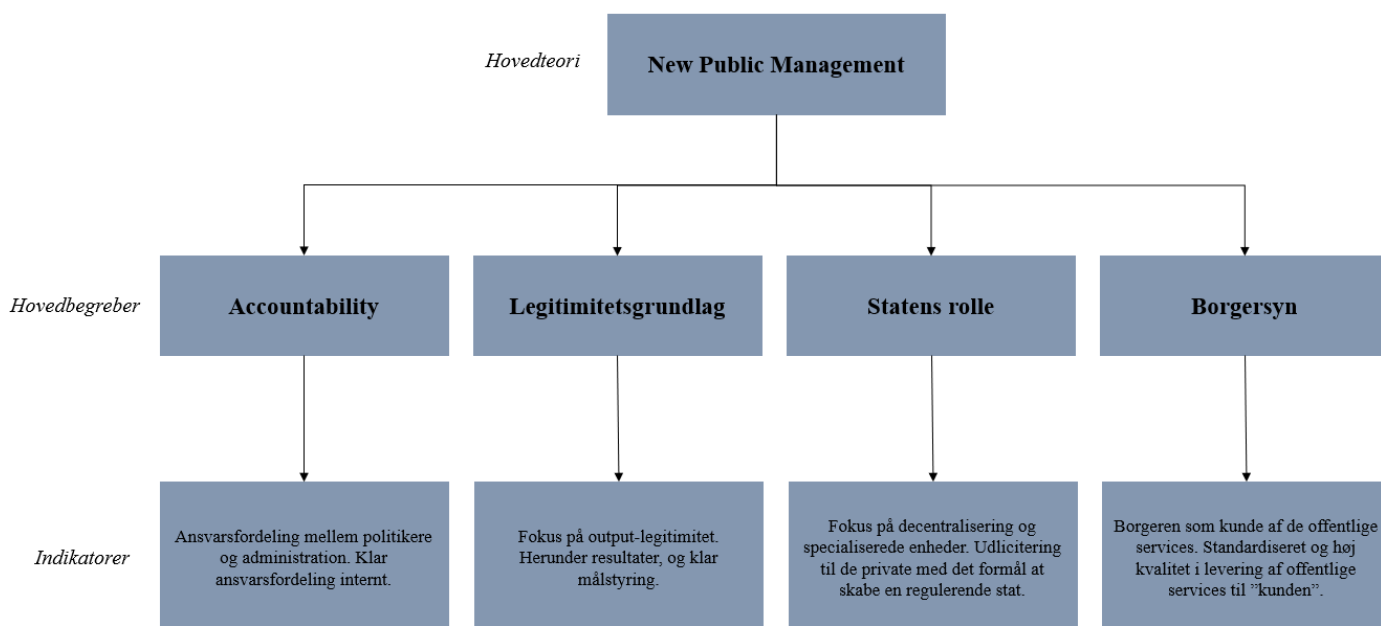 Hovedteori
New Public Management
Hovedbegreber
Accountability
Legitimitetsgrundlag
Statens rolle
Borgersyn
Indikatorer
Ansvarsfordeling mellem politikere
og administration. Klar
ansvarsfordeling internt.
Fokus på output-legitimitet.
Herunder resultater, og klar
målstyring.
Fokus på decentralisering og
specialiserede enheder. Udlicitering
til de private med det formål at
skabe en regulerende stat.
Borgeren som kunde af de offentlige
services. Standardiseret og høj
kvalitet i levering af offentlige
services til ”kunden”.